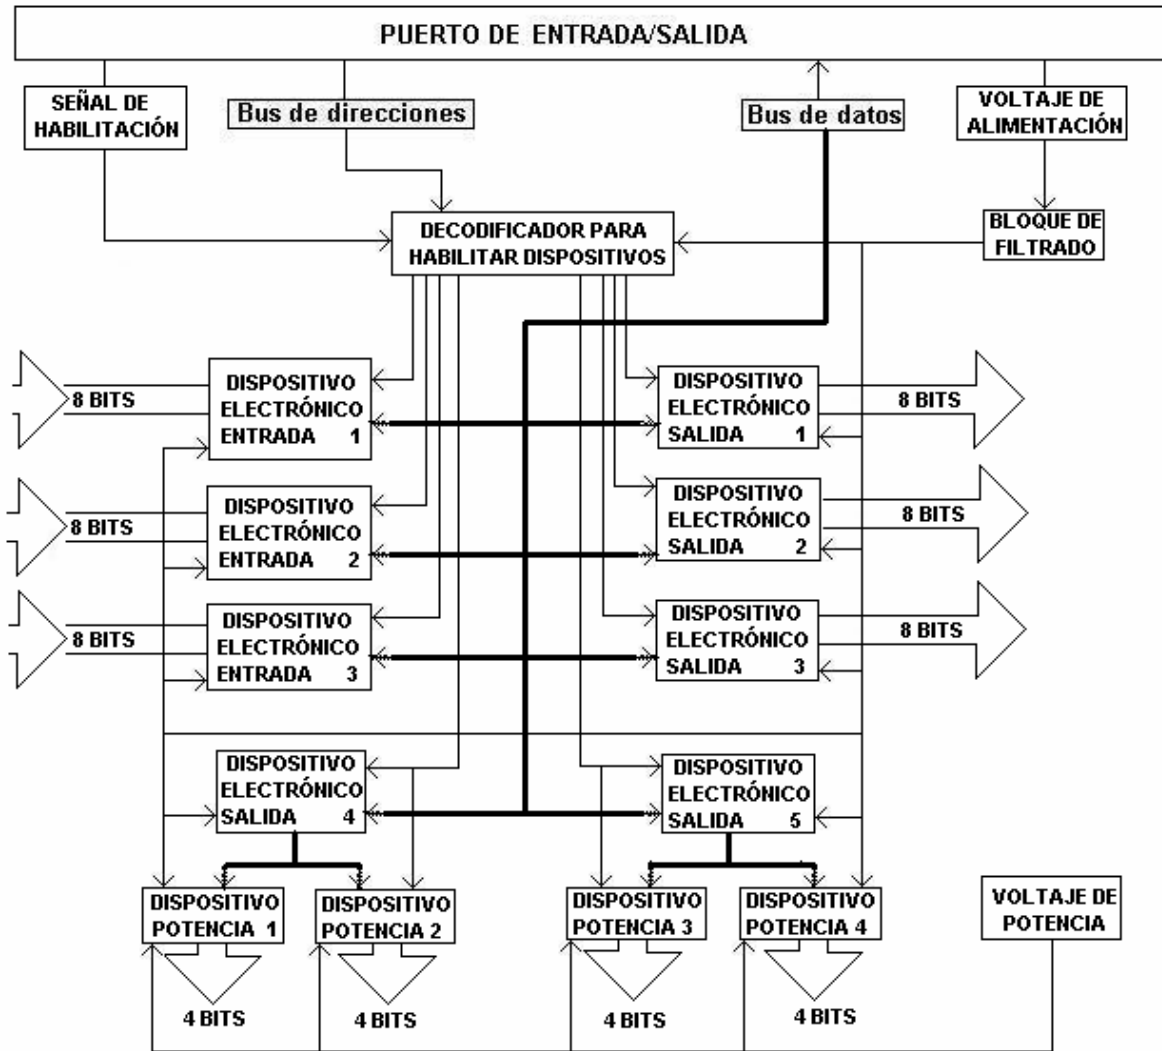 PUERTO DE ENTRADA/SALIDA
SEÑAL DE
HABILITACIÓN
Bus de direcciones
Bus de datos
VOLTAJE DE
ALIMENTACIÓN
DECODIFICADOR PARA
HABILITAR DISPOSITIVOS
BLOQUE DE
FILTRADO
8 BITS
DISPOSITIVO
ELECTRÓNICO
ENTRADA 1
DISPOSITIVO
ELECTRÓNICO
SALIDA 1
8 BITS
8 BITS
DISPOSITIVO
ELECTRÓNICO
ENTRADA 2
DISPOSITIVO
ELECTRÓNICO
SALIDA 2
8 BITS
8 BITS
DISPOSITIVO
ELECTRÓNICO
ENTRADA 3
DISPOSITIVO
ELECTRÓNICO
SALIDA 3
8 BITS
DISPOSITIVO
ELECTRÓNICO
SALIDA 4
DISPOSITIVO
ELECTRÓNICO
SALIDA 5
DISPOSITIVO
POTENCIA 1
DISPOSITIVO
POTENCIA 2
DISPOSITIVO
POTENCIA 3
DISPOSITIVO
POTENCIA 4
VOLTAJE DE
POTENCIA
4 BITS
4 BITS
4 BITS
4 BITS